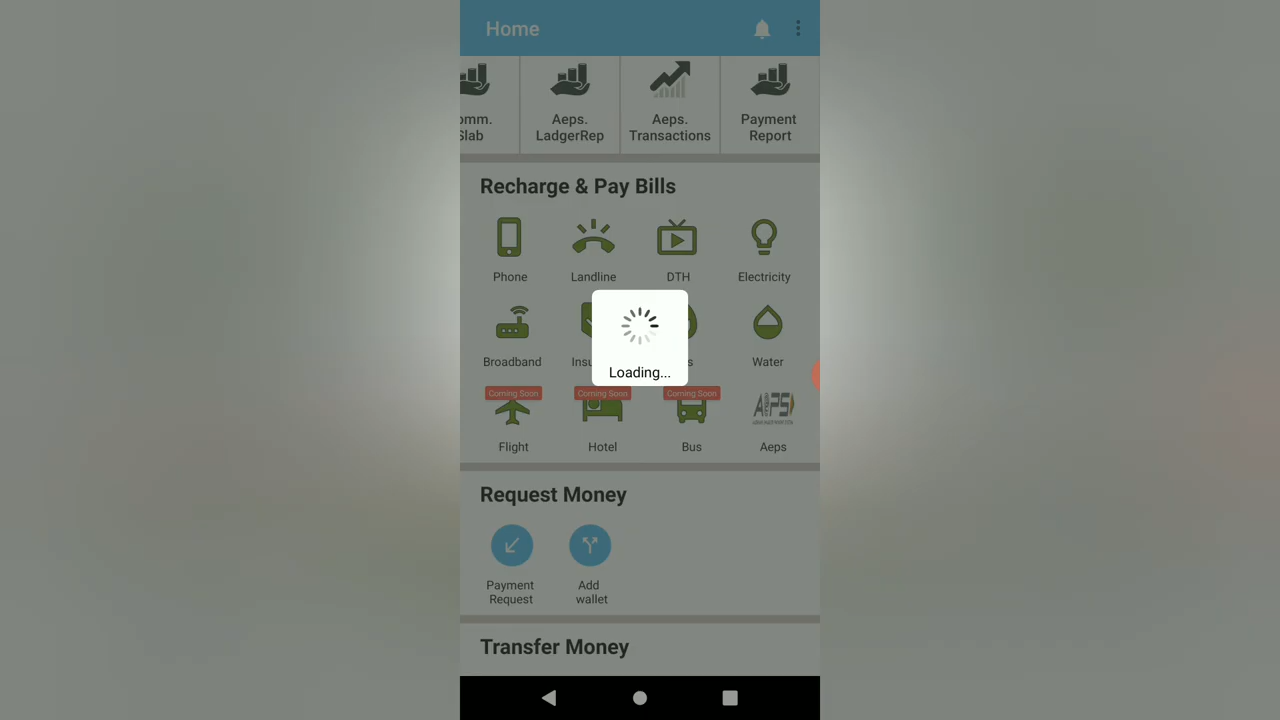 Home
omm.
Slab
Aeps.
LadgerRep
Aeps.
Transactions
Payment
Report
Recharge & Pay Bills
Phone
Landline
DTH
Electricity
Broadband
Insu
s
Water
Loading...
Coming Soon
Coming Soon
Coming Soon
AePS
Flight
Hotel
Bus
Aeps
Request Money
Payment
Request
Add
wallet
Transfer Money